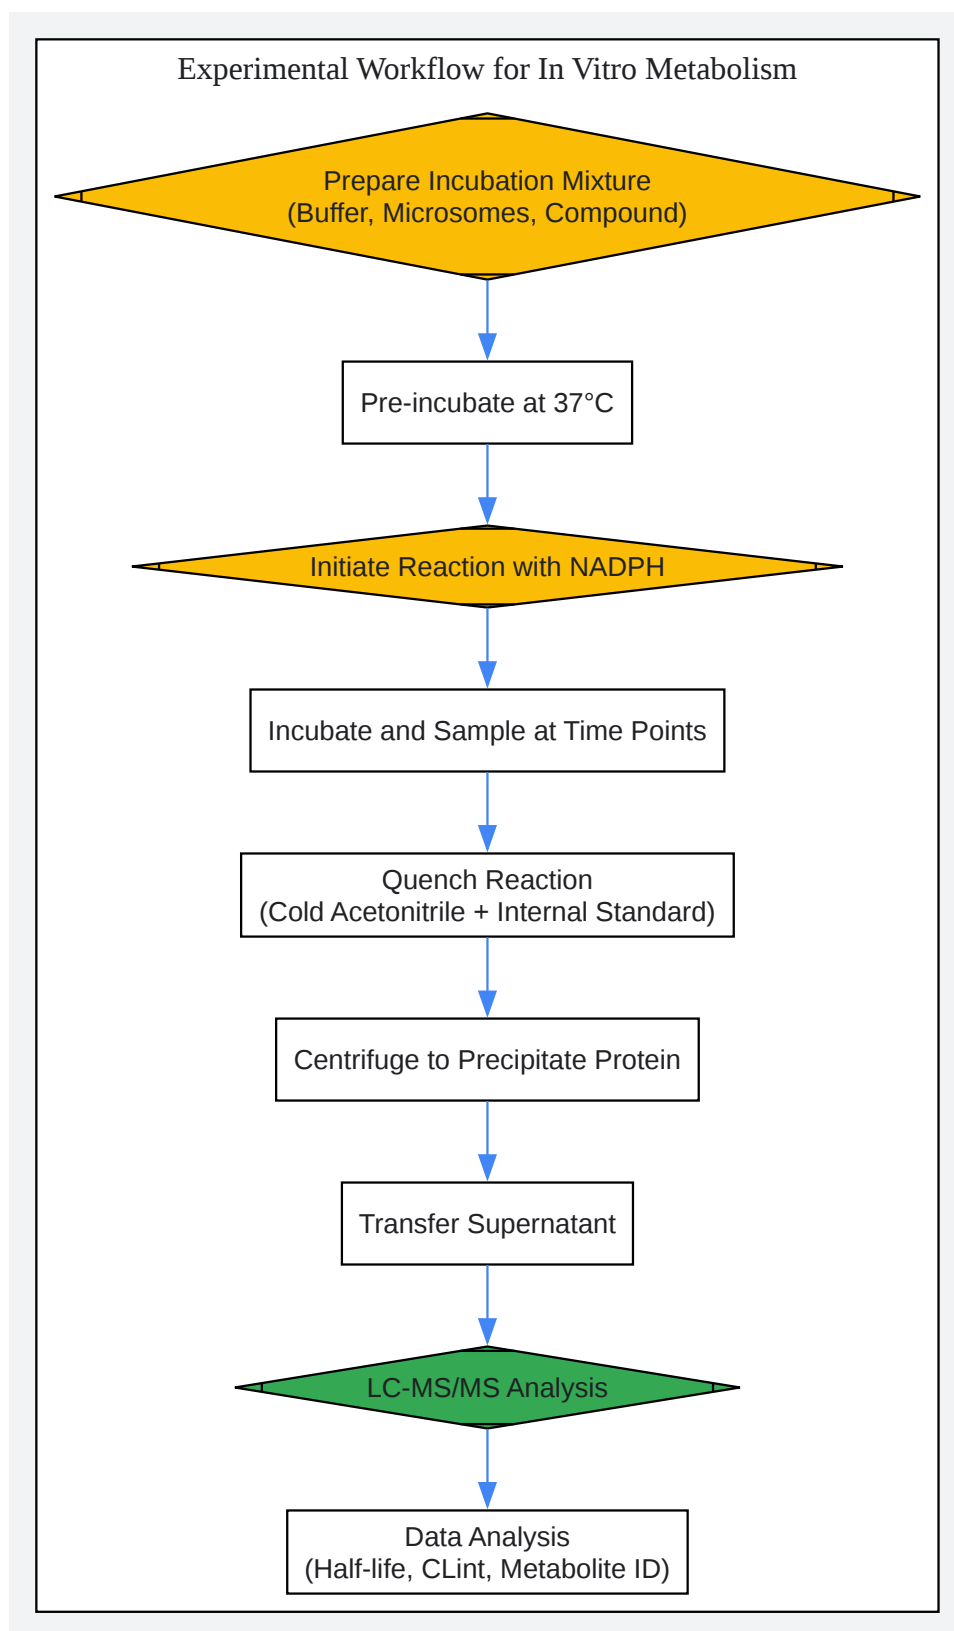 Experimental Workflow for In Vitro Metabolism
Prepare Incubation Mixture
(Buffer, Microsomes, Compound)
Pre-incubate at 37°C
Initiate Reaction with NADPH
Incubate and Sample at Time Points
Quench Reaction
(Cold Acetonitrile + Internal Standard)
Centrifuge to Precipitate Protein
Transfer Supernatant
LC-MS/MS Analysis
Data Analysis
(Half-life, CLint, Metabolite ID)